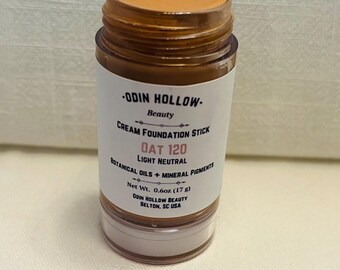 ·ODIN HOLLOW·
Beauty
CREAM FOUNDATION STICK
OAT 120
LIGHT NEUTRAL
BOTANICAL OILS + MINERAL PIGMENTS
Net Wt. 0.6oz (17 g)
ODIN HOLLOW BEAUTY
BELTON, SC USA